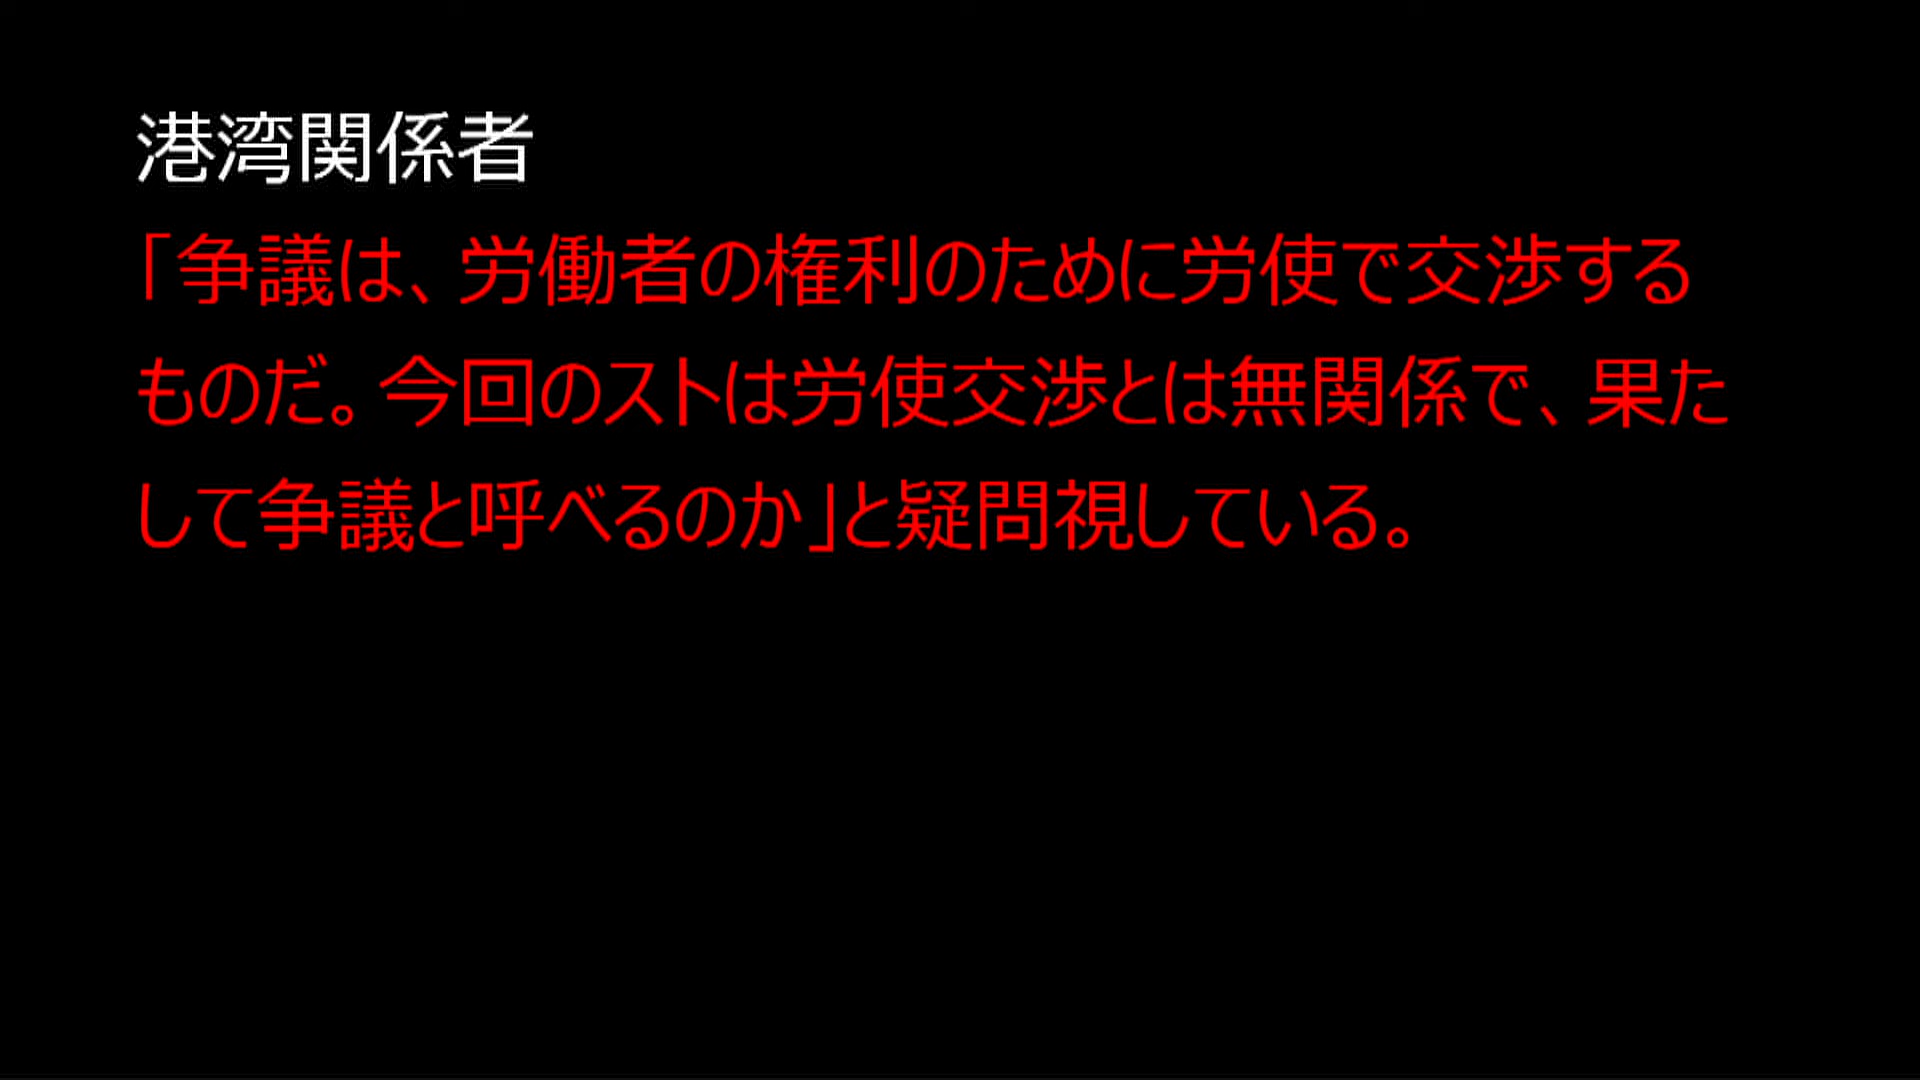 港湾関係者
「争議は、労働者の権利のために労使で交渉する
ものだ。今回のストは労使交渉とは無関係で、果た
して争議と呼べるのか」と疑問視している。